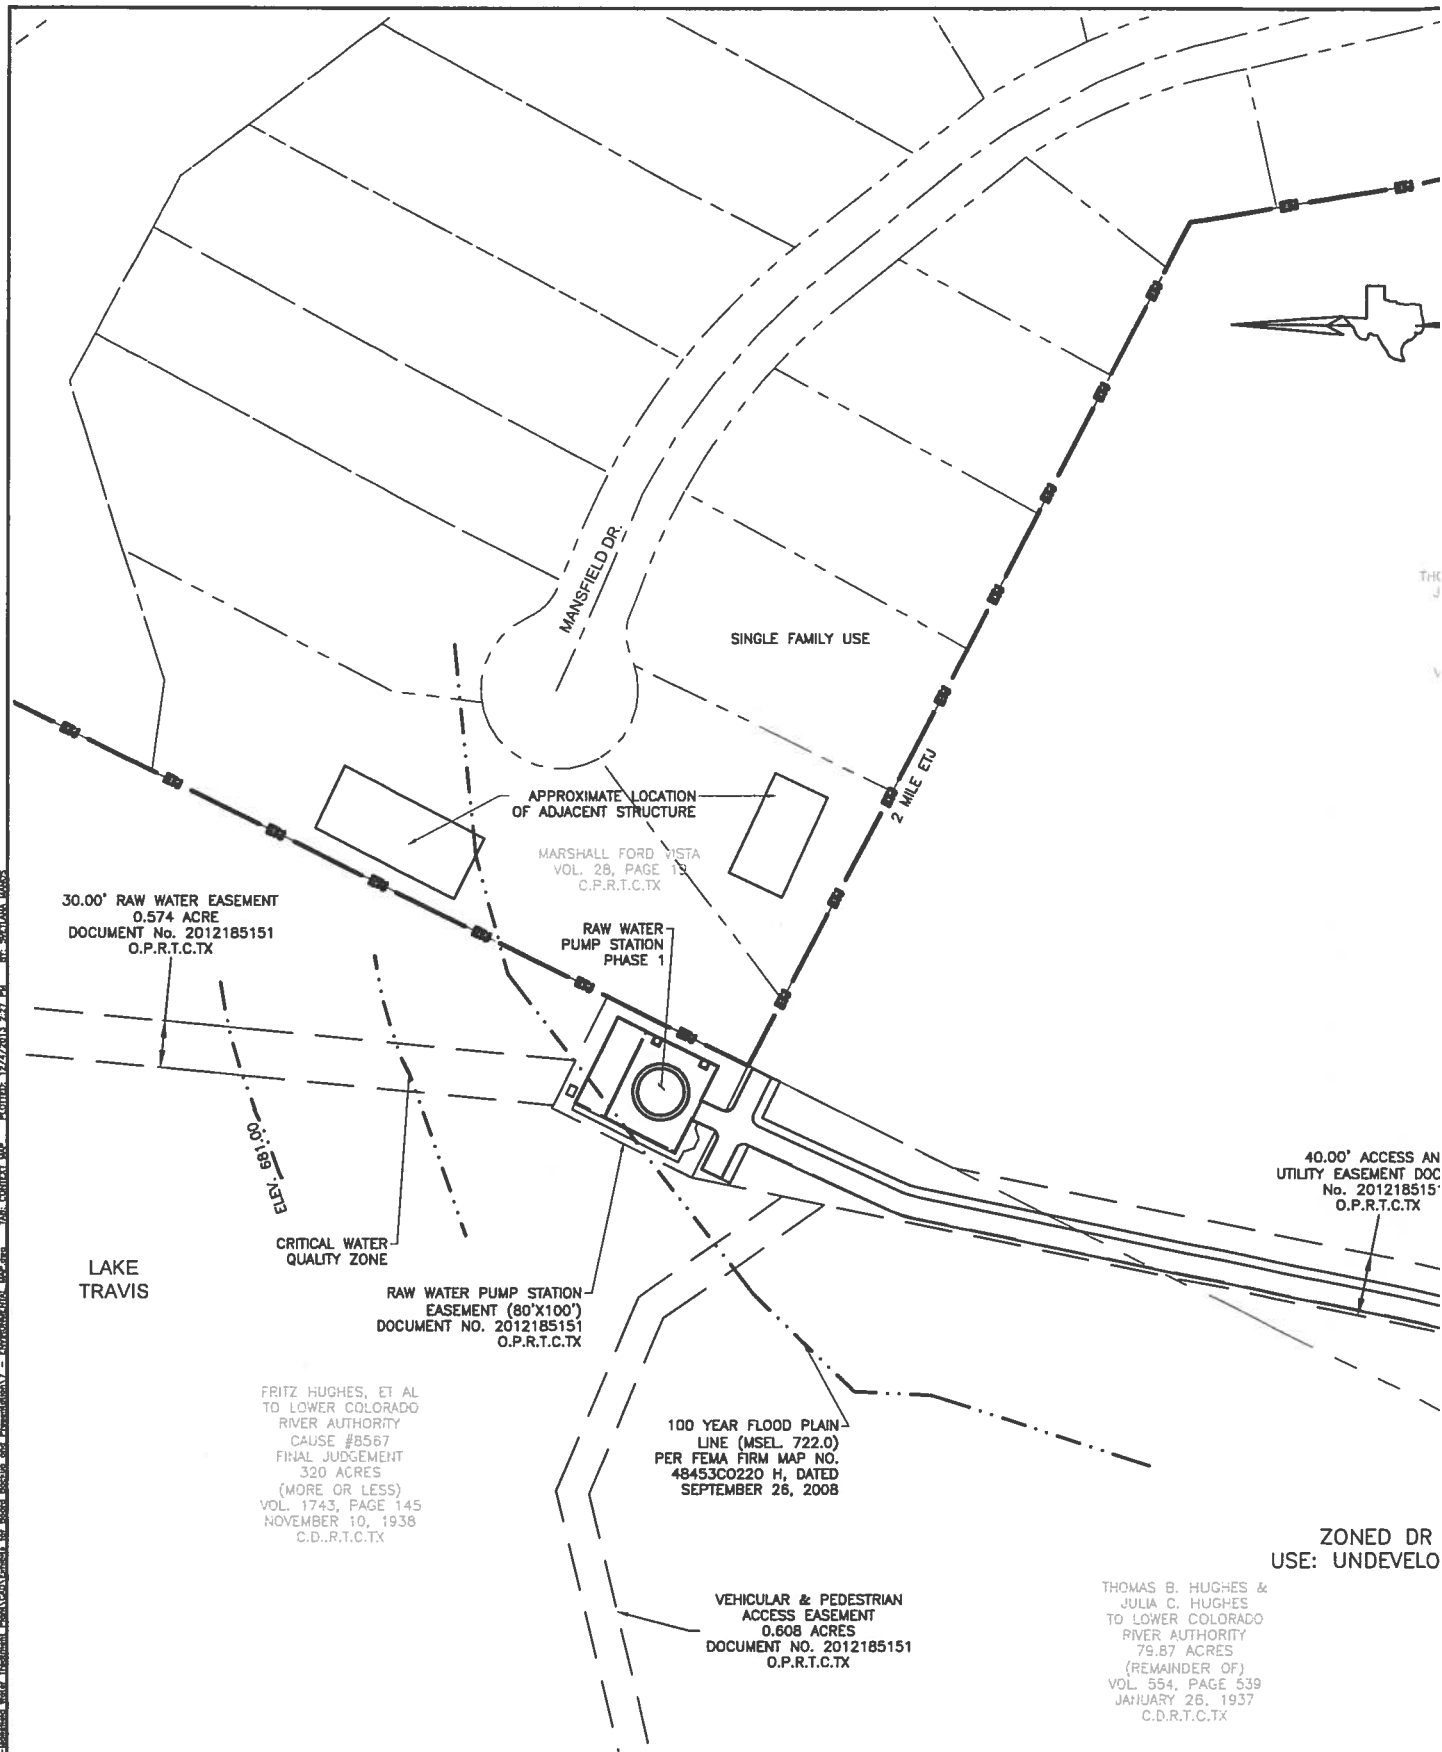 MANSFIELD DR.
SINGLE FAMILY USE
2 MILE ETJ
APPROXIMATE LOCATION
OF ADJACENT STRUCTURE
MARSHALL FORD VISTA
VOL. 28, PAGE 19
C.P.R.T.C.TX
30.00' RAW WATER EASEMENT
0.574 ACRE
DOCUMENT No. 2012185151
O.P.R.T.C.TX
RAW WATER
PUMP STATION
PHASE 1
ELEV. 681.00
CRITICAL WATER
QUALITY ZONE
LAKE
TRAVIS
RAW WATER PUMP STATION
EASEMENT (80'X100')
DOCUMENT NO. 2012185151
O.P.R.T.C.TX
40.00' ACCESS AN
UTILITY EASEMENT DOC
No. 2012185151
O.P.R.T.C.TX
FRITZ HUGHES, ET AL
TO LOWER COLORADO
RIVER AUTHORITY
CAUSE #8567
FINAL JUDGEMENT
320 ACRES
(MORE OR LESS)
VOL. 1743, PAGE 145
NOVEMBER 10, 1938
C.D..R.T.C.TX
100 YEAR FLOOD PLAIN
LINE (MSEL. 722.0)
PER FEMA FIRM MAP NO.
48453C0220 H, DATED
SEPTEMBER 26, 2008
ZONED DR
USE: UNDEVELO
VEHICULAR & PEDESTRIAN
ACCESS EASEMENT
0.608 ACRES
DOCUMENT NO. 2012185151
O.P.R.T.C.TX
THOMAS B. HUGHES &
JULIA C. HUGHES
TO LOWER COLORADO
RIVER AUTHORITY
79.87 ACRES
(REMAINDER OF)
VOL. 554, PAGE 539
JANUARY 26, 1937
C.D.R.T.C.TX
THO
J
V